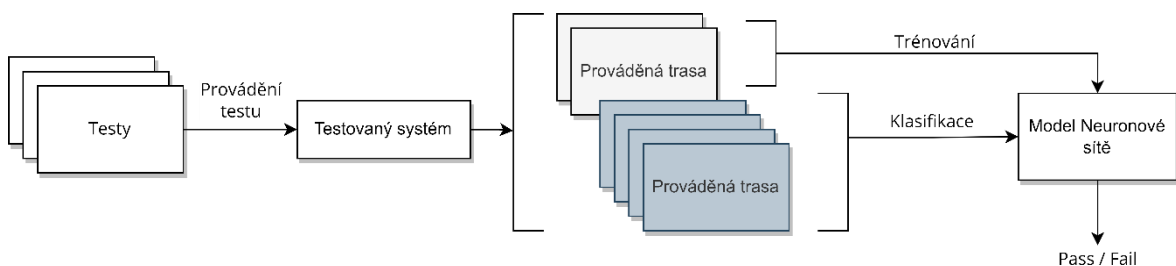 Testy
Provádění
testu
Testovaný systém
Prováděná trasa
Prováděná trasa
Trénování
Klasifikace
Model Neuronové
sítě
Pass / Fail